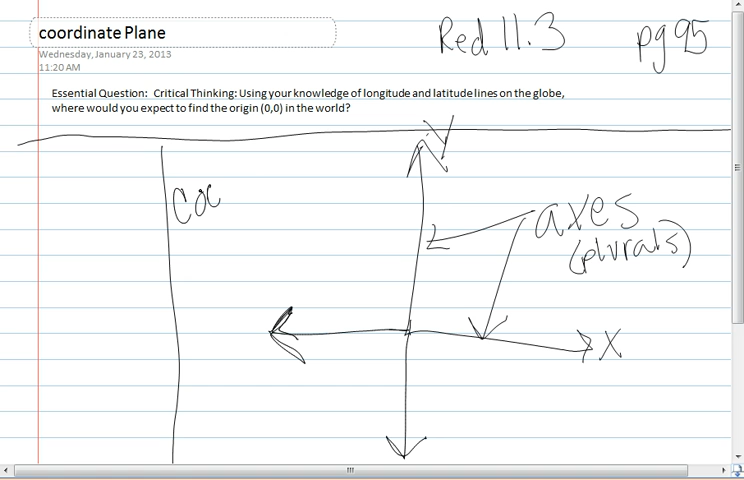 coordinate Plane
Red 11.3 pg 95
Wednesday, January 23, 2013
11:20 AM
Essential Question: Critical Thinking: Using your knowledge of longitude and latitude lines on the globe,
where would you expect to find the origin (0,0) in the world?
y
coo
axes
(plurals)
x